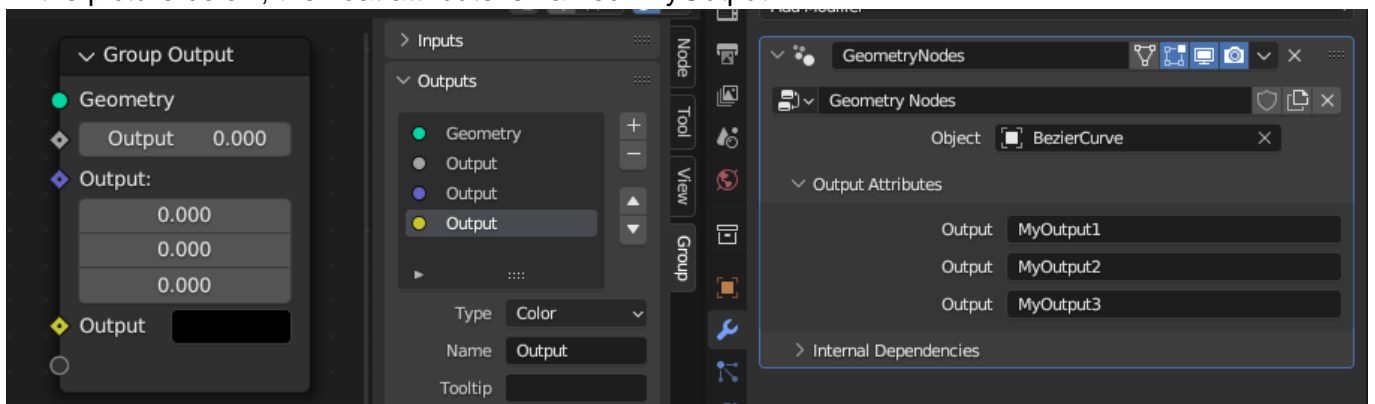 Group Output
Geometry
Output 0.000
Output:
0.000
0.000
0.000
Output
Inputs
Outputs
Geometry
Output
Output
Output
Type Color
Name Output
Tooltip
Node
Tool
View
Group
Add Modifier
GeometryNodes
Geometry Nodes
Object BezierCurve
Output Attributes
Output MyOutput1
Output MyOutput2
Output MyOutput3
Internal Dependencies